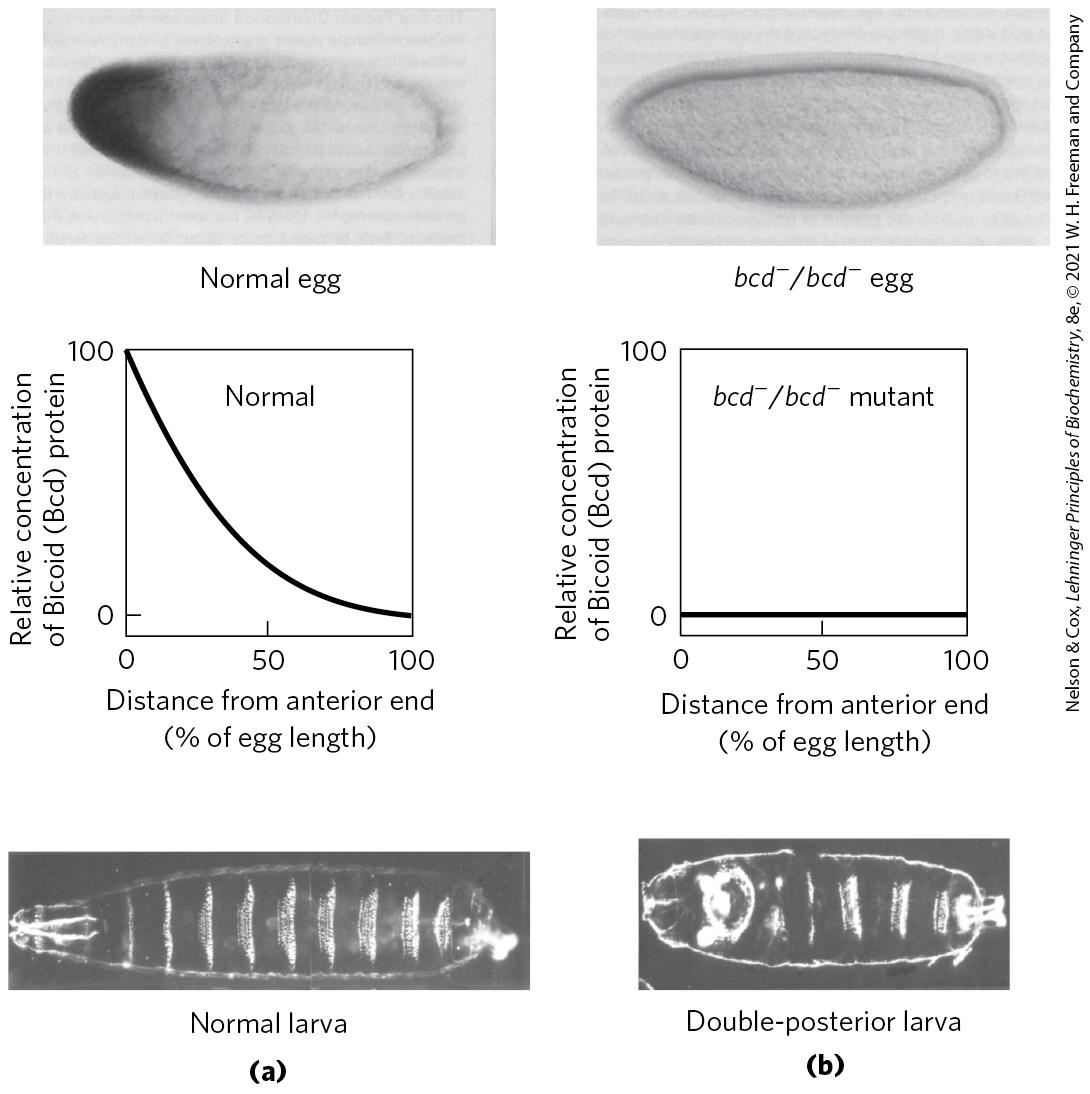 Normal egg
bcd⁻/bcd⁻ egg
100
Normal
0
0
50
100
Relative concentration
of Bicoid (Bcd) protein
Distance from anterior end
(% of egg length)
100
bcd⁻/bcd⁻ mutant
0
0
50
100
Relative concentration
of Bicoid (Bcd) protein
Distance from anterior end
(% of egg length)
Normal larva
(a)
Double-posterior larva
(b)
Nelson & Cox, Lehninger Principles of Biochemistry, 8e, © 2021 W. H. Freeman and Company